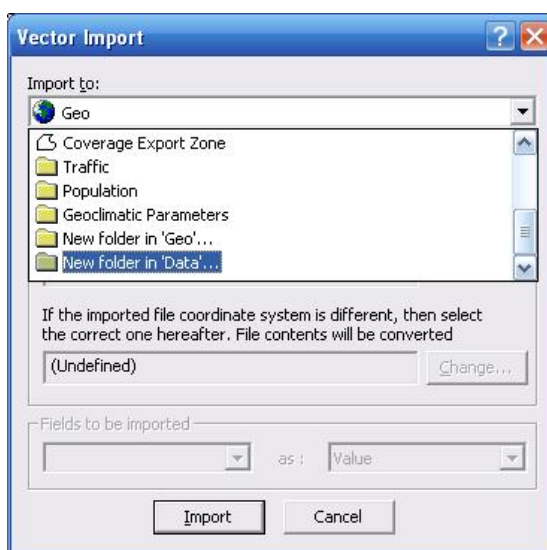 Vector Import
Import to:
Geo
Coverage Export Zone
Traffic
Population
Geoclimatic Parameters
New folder in 'Geo'...
New folder in 'Data'...
If the imported file coordinate system is different, then select
the correct one hereafter. File contents will be converted
(Undefined)
Change...
Fields to be imported
as :
Value
Import
Cancel